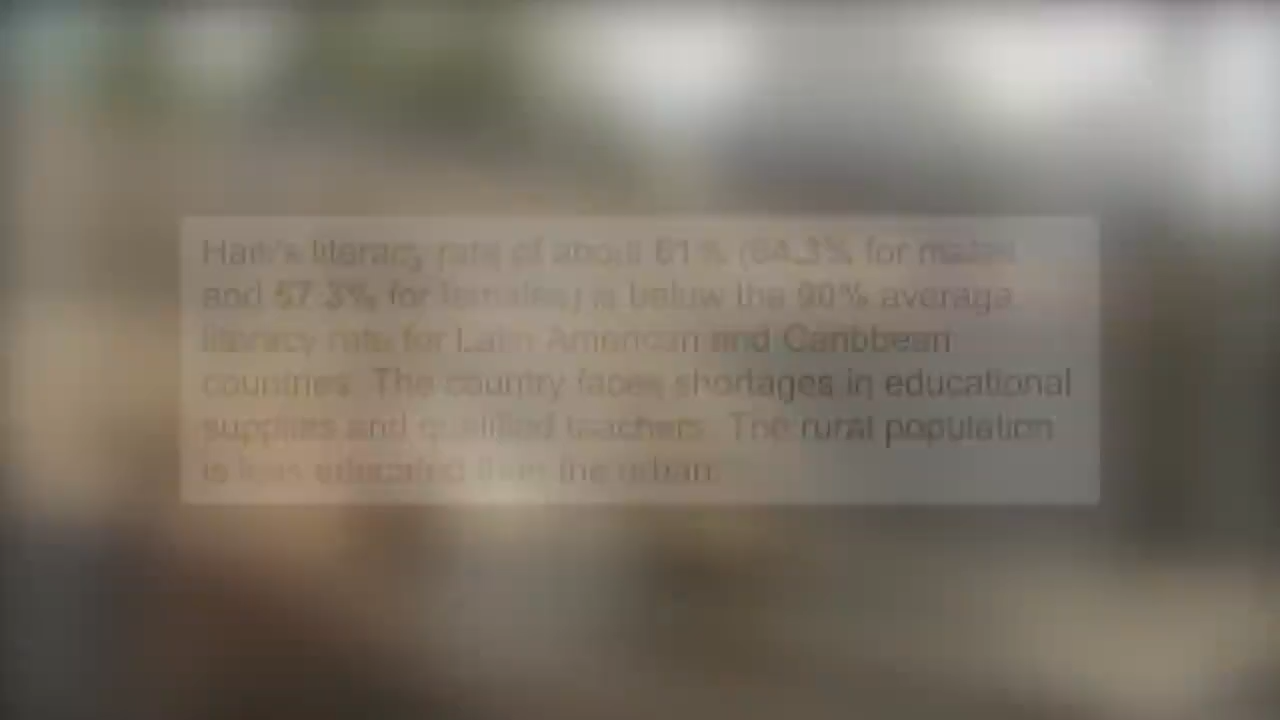 Haiti's literacy rate of about 61% (64.3% for males
and 57.3% for females) is below the 90% average
literacy rate for Latin American and Caribbean
countries. The country faces shortages in educational
supplies and qualified teachers. The rural population
is less educated than the urban.